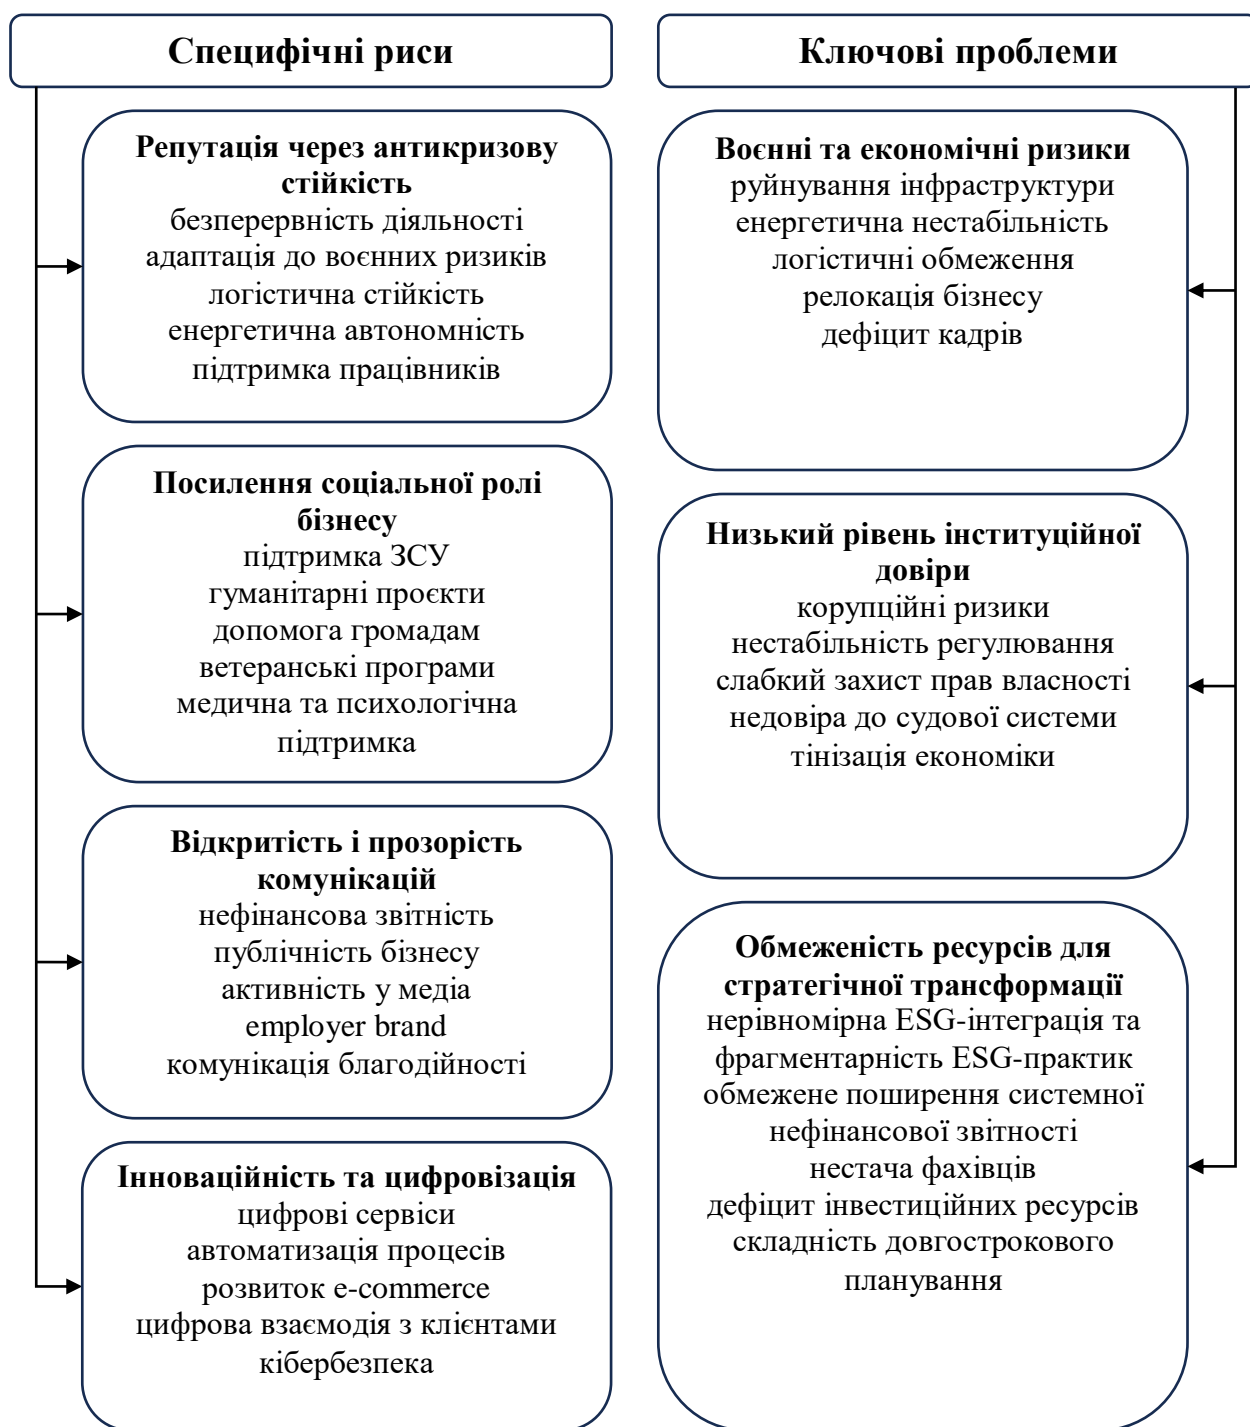 Специфічні риси
Репутація через антикризову
стійкість
безперервність діяльності
адаптація до воєнних ризиків
логістична стійкість
енергетична автономність
підтримка працівників
Посилення соціальної ролі
бізнесу
підтримка ЗСУ
гуманітарні проєкти
допомога громадам
ветеранські програми
медична та психологічна
підтримка
Відкритість і прозорість
комунікацій
нефінансова звітність
публічність бізнесу
активність у медіа
employer brand
комунікація благодійності
Інноваційність та цифровізація
цифрові сервіси
автоматизація процесів
розвиток e-commerce
цифрова взаємодія з клієнтами
кібербезпека
Ключові проблеми
Воєнні та економічні ризики
руйнування інфраструктури
енергетична нестабільність
логістичні обмеження
релокація бізнесу
дефіцит кадрів
Низький рівень інституційної
довіри
корупційні ризики
нестабільність регулювання
слабкий захист прав власності
недовіра до судової системи
тінізація економіки
Обмеженість ресурсів для
стратегічної трансформації
нерівномірна ESG-інтеграція та
фрагментарність ESG-практик
обмежене поширення системної
нефінансової звітності
нестача фахівців
дефіцит інвестиційних ресурсів
складність довгострокового
планування